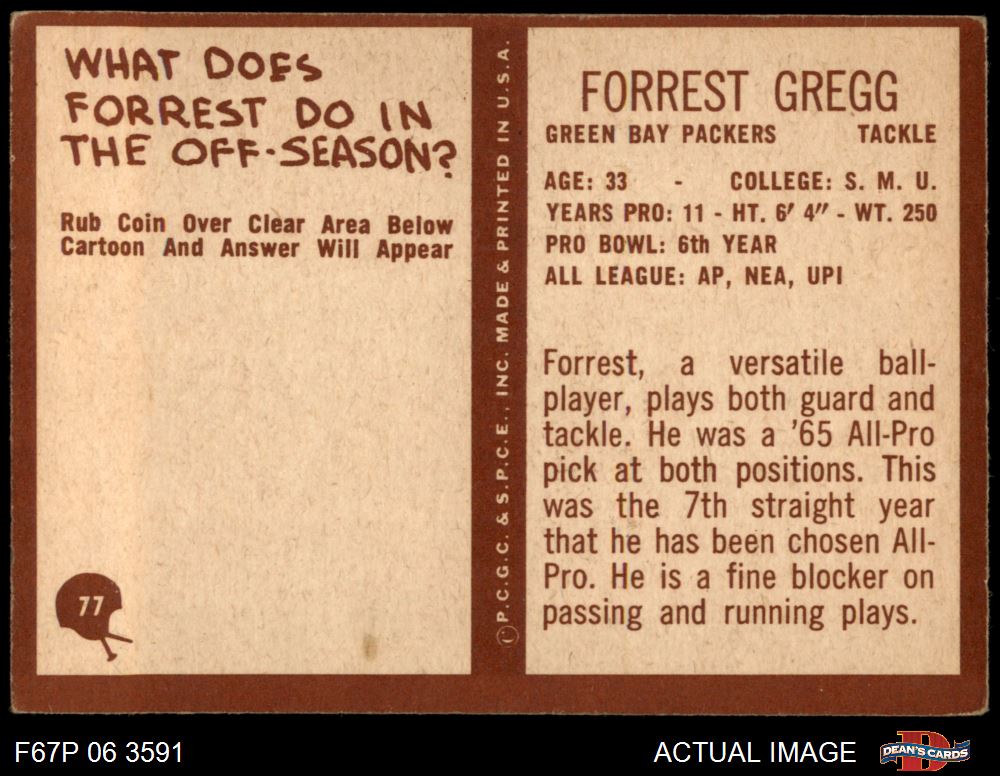 WHAT DOES
FORREST DO IN
THE OFF-SEASON?
Rub Coin Over Clear Area Below
Cartoon And Answer Will Appear
77
© P.C.G.C. & S.P.C.E., INC. MADE & PRINTED IN U.S.A.
FORREST GREGG
GREEN BAY PACKERS TACKLE
AGE: 33 - COLLEGE: S. M. U.
YEARS PRO: 11 - HT. 6' 4" - WT. 250
PRO BOWL: 6th YEAR
ALL LEAGUE: AP, NEA, UPI
Forrest, a versatile ball-
player, plays both guard and
tackle. He was a '65 All-Pro
pick at both positions. This
was the 7th straight year
that he has been chosen All-
Pro. He is a fine blocker on
passing and running plays.
F67P 06 3591
ACTUAL IMAGE
DEAN'S CARDS